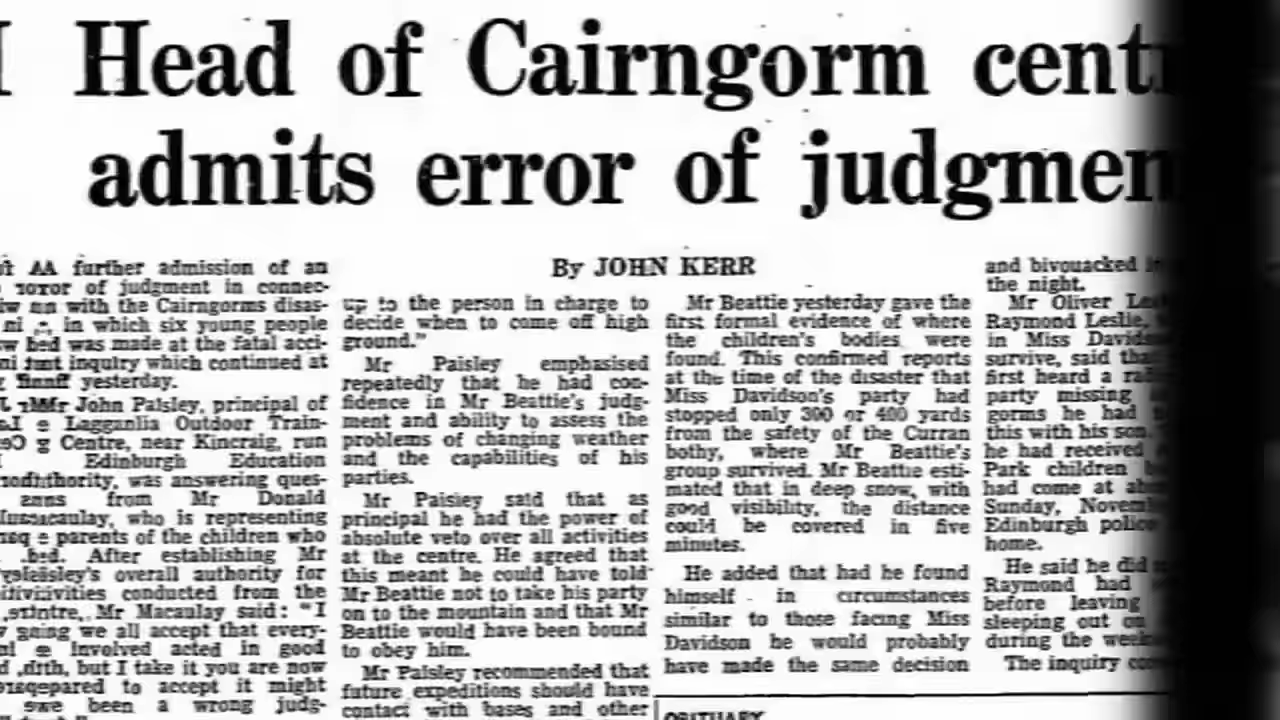 Head of Cairngorm
admits error of
By JOHN KERR
further admission of an
of judgment in connec-
with the Cairngorms disas-
in which six young people
was made at the fatal acci-
inquiry which continued at
yesterday.
John Paisley, principal of
Lagganlia Outdoor Train-
Centre, near Kincraig, run
Edinburgh Education
was answering ques-
from Mr Donald
who is representing
parents of the children who
After establishing Mr
overall authority for
conducted from the
Mr Macaulay said: "I
we all accept that every-
involved acted in good
but I take it you are now
to accept it might
been a wrong judg-
up to the person in charge to
decide when to come off high
ground."
Mr Paisley emphasised
repeatedly that he had con-
fidence in Mr Beattie's judg-
ment and ability to assess the
problems of changing weather
and the capabilities of his
parties.
Mr Paisley said that as
principal he had the power of
absolute veto over all activities
at the centre. He agreed that
this meant he could have told
Mr Beattie not to take his party
on to the mountain and that Mr
Beattie would have been bound
to obey him.
Mr Paisley recommended that
future expeditions should have
contact with bases and other
Mr Beattie yesterday gave the
first formal evidence of where
the children's bodies were
found. This confirmed reports
at the time of the disaster that
Miss Davidson's party had
stopped only 300 or 400 yards
from the safety of the Curran
bothy, where Mr Beattie's
group survived. Mr Beattie esti-
mated that in deep snow, with
good visibility, the distance
could be covered in five
minutes.
He added that had he found
himself in circumstances
similar to those facing Miss
Davidson he would probably
have made the same decision
OBITUARY
and bivouacked
the night.
Mr Oliver
Raymond Leslie,
in Miss
survive, said
first heard a
party missing
gorms he had
this with his son.
he had received
Park children
had come at
Sunday,
Edinburgh police
home.
He said he did
Raymond had
before leaving
sleeping out on
during the
The inquiry